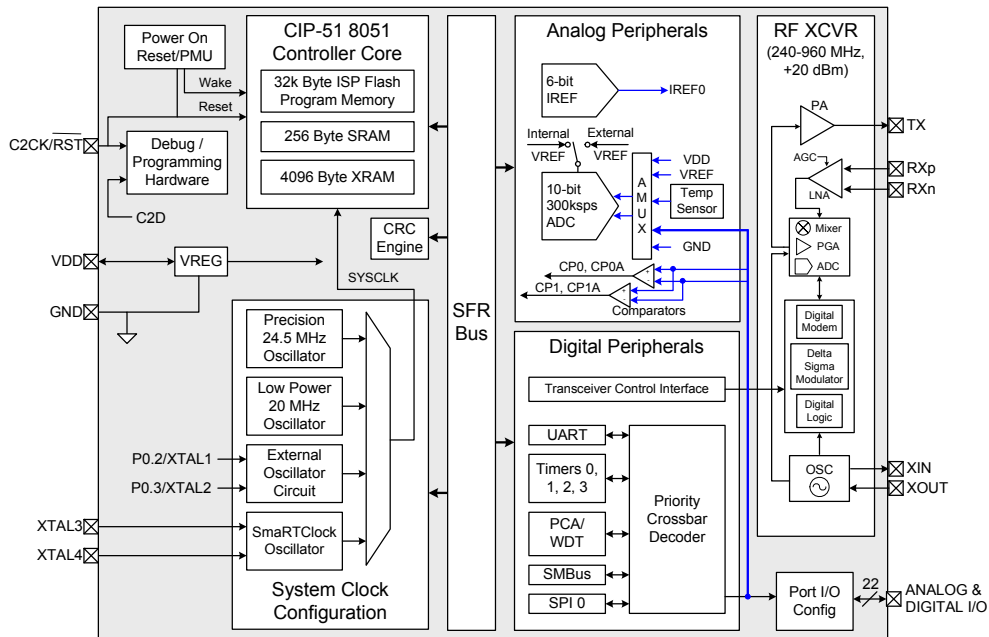 Power On
Reset/PMU
Wake
Reset
C2CK/RST
Debug /
Programming
Hardware
C2D
VDD
VREG
GND
CIP-51 8051
Controller Core
32k Byte ISP Flash
Program Memory
256 Byte SRAM
4096 Byte XRAM
CRC
Engine
SYSCLK
Precision
24.5 MHz
Oscillator
Low Power
20 MHz
Oscillator
P0.2/XTAL1
P0.3/XTAL2
External
Oscillator
Circuit
XTAL3
XTAL4
SmaRTClock
Oscillator
System Clock
Configuration
SFR
Bus
Analog Peripherals
6-bit
IREF
IREF0
Internal
VREF
External
VREF
10-bit
300ksps
ADC
A
M
U
X
VDD
VREF
Temp
Sensor
GND
CP0, CP0A
+
-
CP1, CP1A
+
-
Comparators
Digital Peripherals
Transceiver Control Interface
UART
Timers 0,
1, 2, 3
PCA/
WDT
SMBus
SPI 0
Priority
Crossbar
Decoder
RF XCVR
(240-960 MHz,
+20 dBm)
PA
TX
AGC
LNA
RXp
RXn
Mixer
PGA
ADC
Digital
Modem
Delta
Sigma
Modulator
Digital
Logic
OSC
XIN
XOUT
Port I/O
Config
22
ANALOG &
DIGITAL I/O